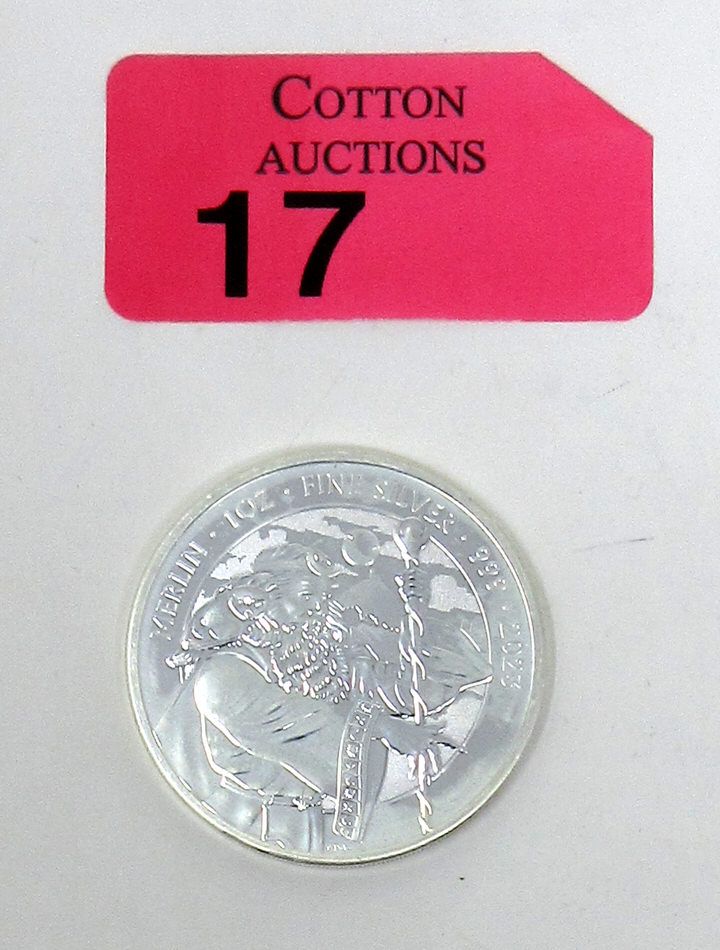 COTTON
AUCTIONS
17
MERLIN · 1OZ · FINE SILVER · 999 · 2023